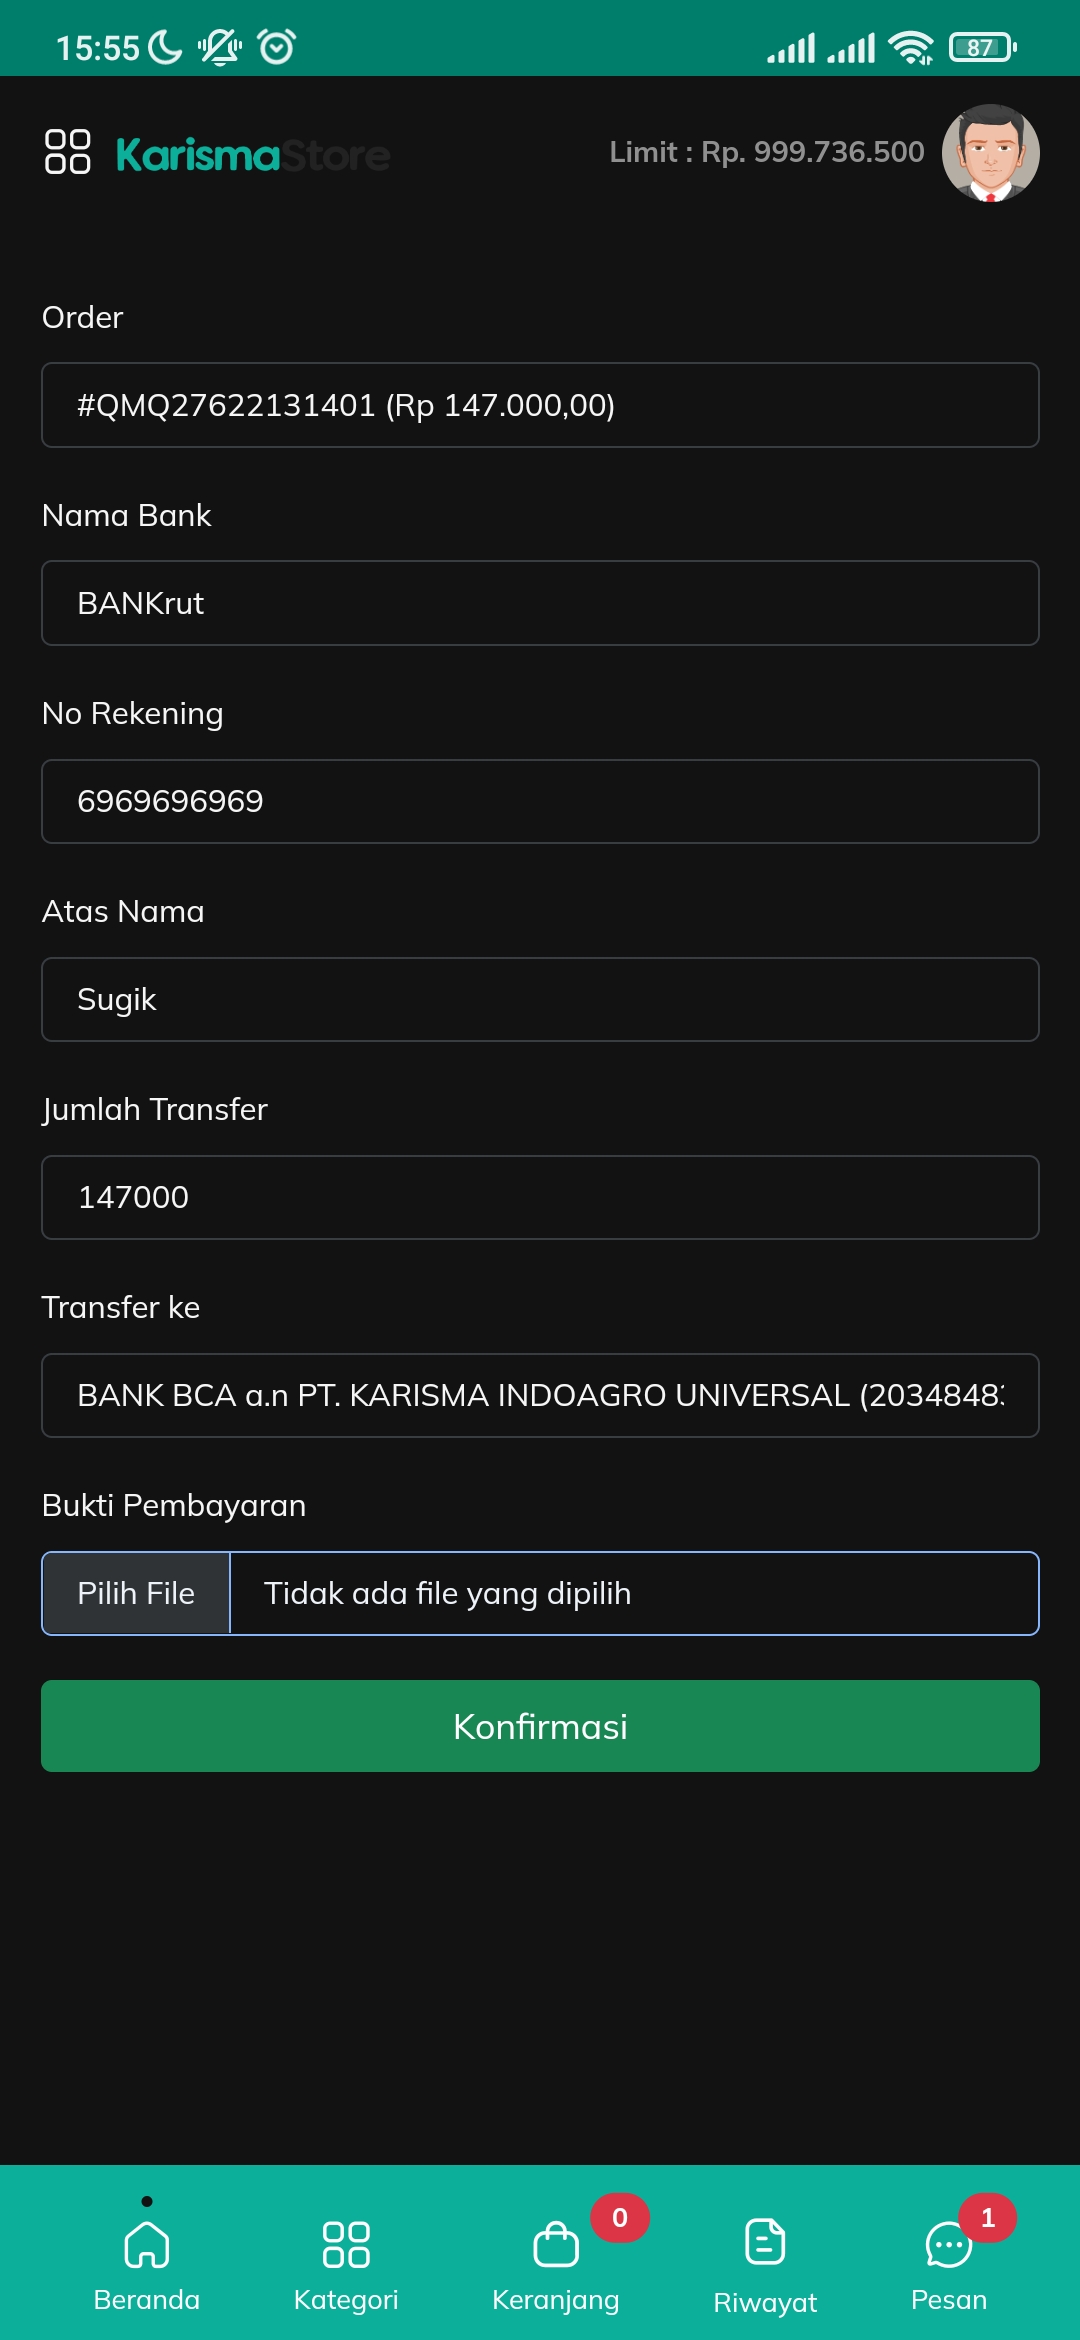 15:55
87
KarismaStore
Limit : Rp. 999.736.500
Order
#QMQ27622131401 (Rp 147.000,00)
Nama Bank
BANKrut
No Rekening
6969696969
Atas Nama
Sugik
Jumlah Transfer
147000
Transfer ke
BANK BCA a.n PT. KARISMA INDOAGRO UNIVERSAL (2034848
Bukti Pembayaran
Pilih File Tidak ada file yang dipilih
Konfirmasi
0 1
Beranda Kategori Keranjang Riwayat Pesan